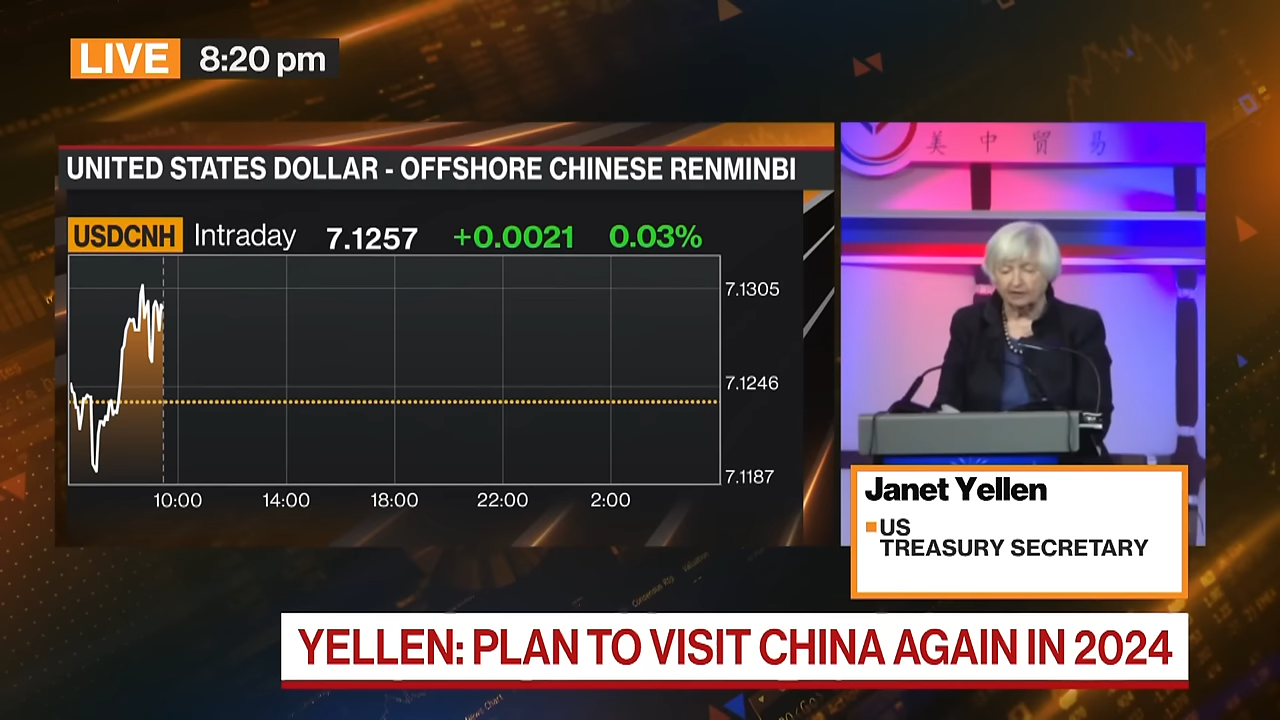 LIVE 8:20 pm
美中贸易
UNITED STATES DOLLAR - OFFSHORE CHINESE RENMINBI
USDCNH Intraday 7.1257 +0.0021 0.03%
7.1305
7.1246
7.1187
10:00 14:00 18:00 22:00 2:00
Janet Yellen
US
TREASURY SECRETARY
YELLEN: PLAN TO VISIT CHINA AGAIN IN 2024